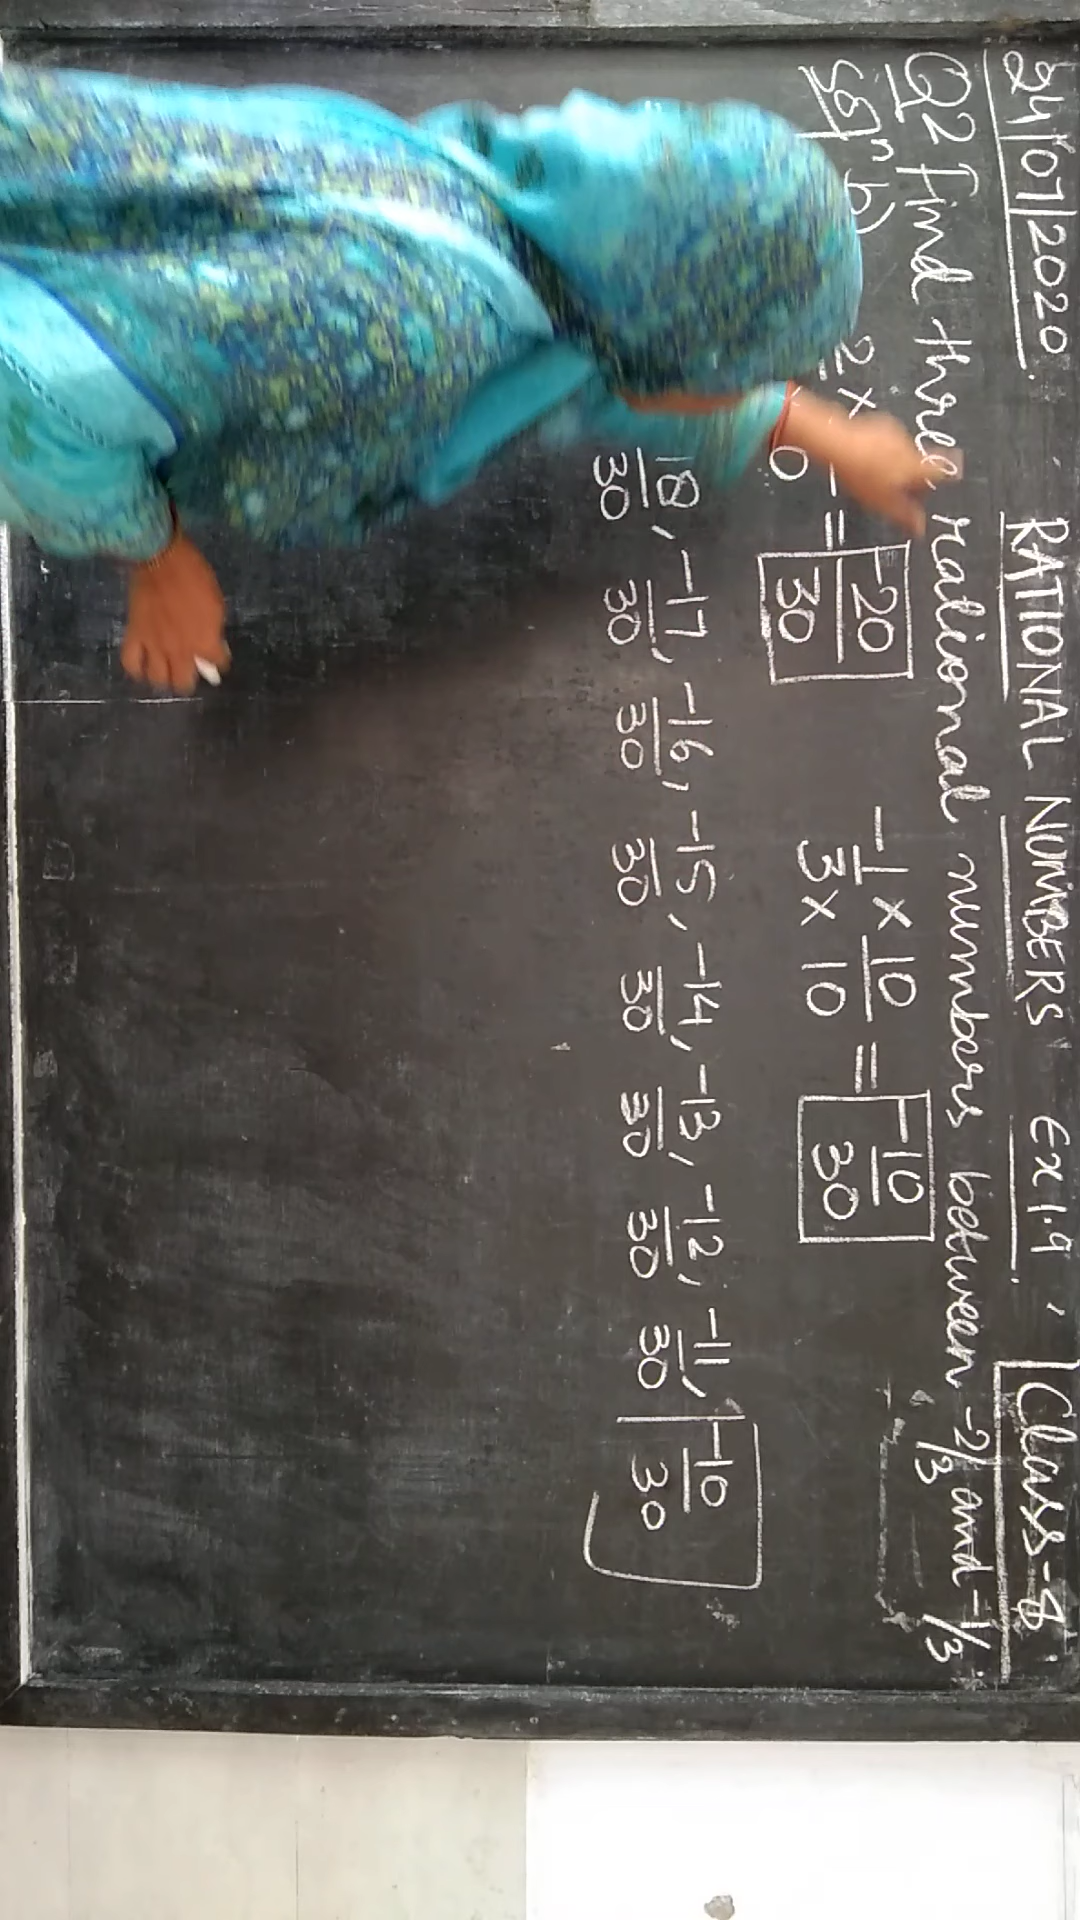 24/07/2020. RATIONAL NUMBERS Ex 1.9, Class-8.
Q2 find three rational numbers between -2/3 and -1/3.
Solⁿ b) 2 × = -20/30 -1/3 × 10/10 = -10/30
18/30, -17/30, -16/30, -15/30, -14/30, -13/30, -12/30, -11/30, -10/30